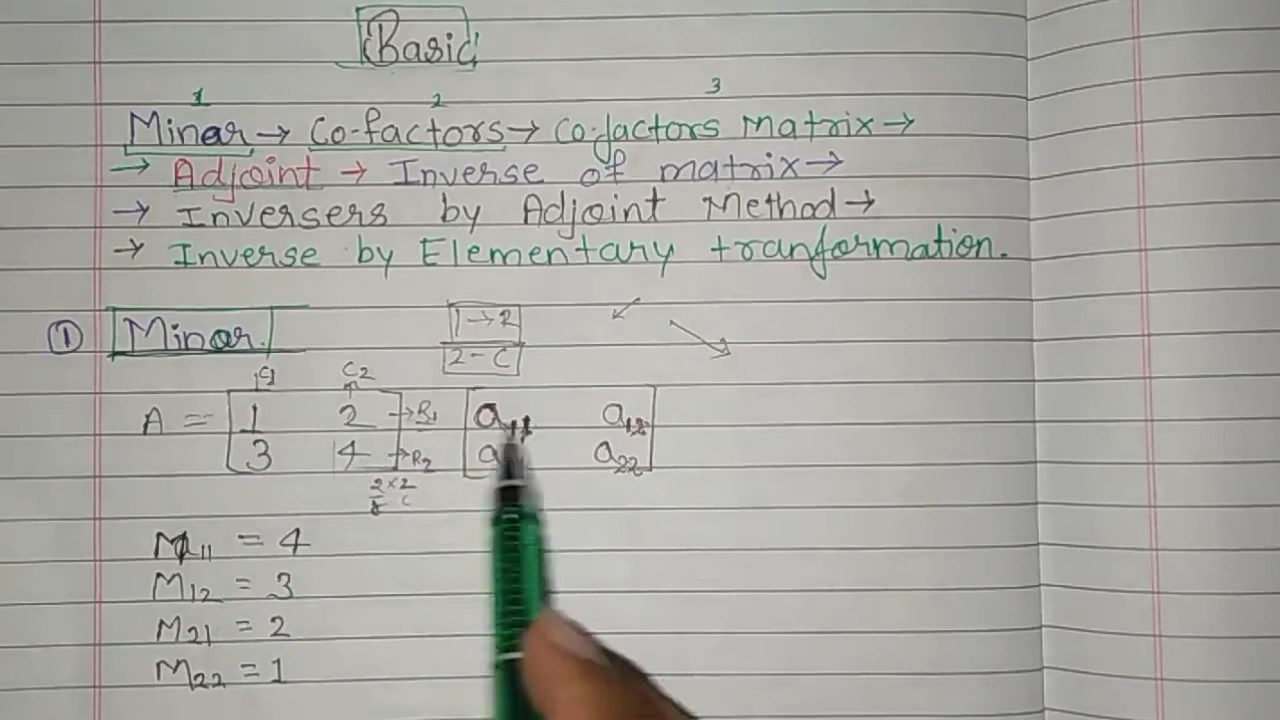 Basic
1 2 3
Minar → Co-factors → Co-factors Matrix →
→ Adjoint → Inverse of matrix →
→ Inversers by Adjoint Method →
→ Inverse by Elementary tranformation.
① Minar.
1 → R
2 - C
C1 C2
A = 1 2 → R1 a11 a12
3 4 → R2 a a22
2×2
M11 = 4
M12 = 3
M21 = 2
M22 = 1